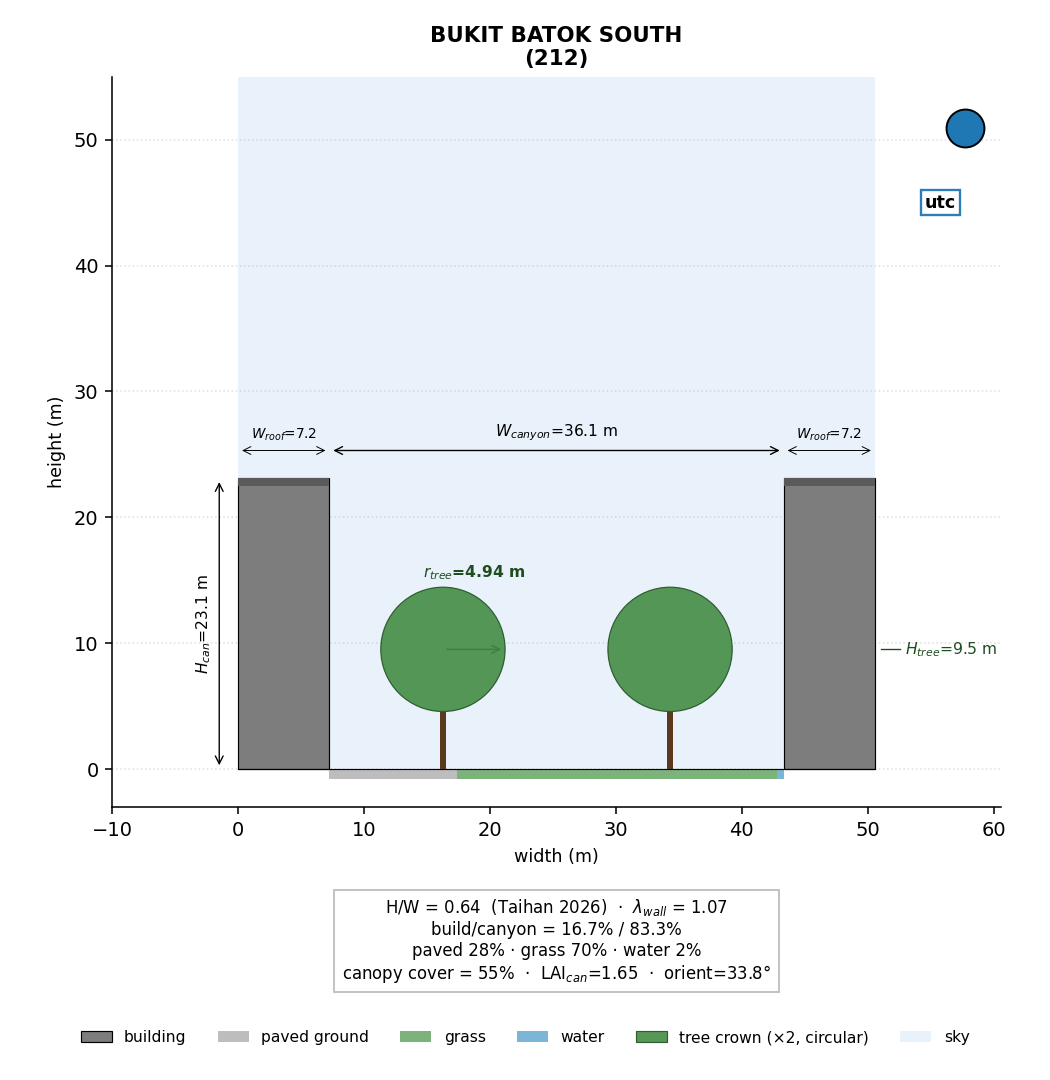 BUKIT BATOK SOUTH
(212)
50
40
30
20
10
0
height (m)
utc
W_roof=7.2
W_canyon=36.1 m
W_roof=7.2
H_can=23.1 m
r_tree=4.94 m
H_tree=9.5 m
−10 0 10 20 30 40 50 60
width (m)
H/W = 0.64 (Taihan 2026) · λ_wall = 1.07
build/canyon = 16.7% / 83.3%
paved 28% · grass 70% · water 2%
canopy cover = 55% · LAI_can=1.65 · orient=33.8°
building paved ground grass water tree crown (×2, circular) sky